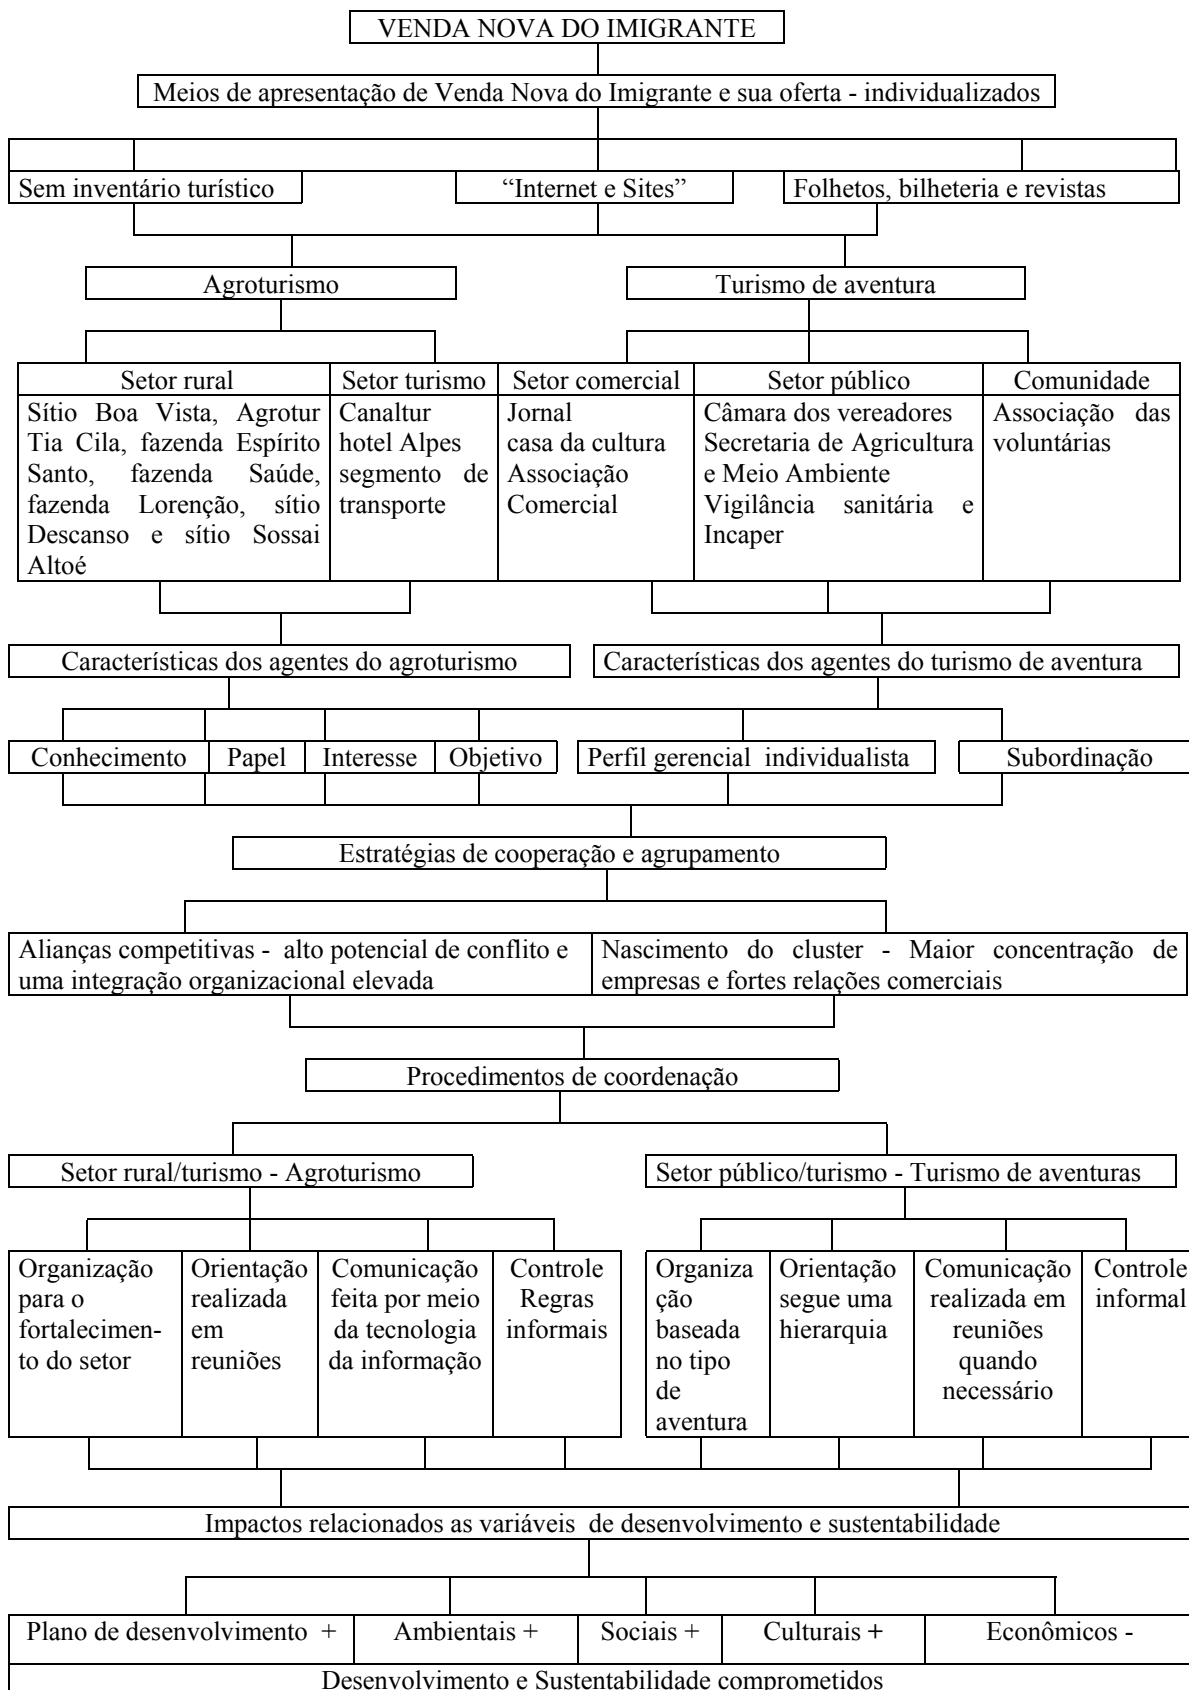 VENDA NOVA DO IMIGRANTE
Meios de apresentação de Venda Nova do Imigrante e sua oferta - individualizados
Sem inventário turístico
“Internet e Sites”
Folhetos, bilheteria e revistas
Agroturismo
Turismo de aventura
Setor rural
Sítio Boa Vista, Agrotur
Tia Cila, fazenda Espírito
Santo, fazenda Saúde,
fazenda Lorenção, sítio
Descanso e sítio Sossai
Altoé
Setor turismo
Canaltur
hotel Alpes
segmento de
transporte
Setor comercial
Jornal
casa da cultura
Associação
Comercial
Setor público
Câmara dos vereadores
Secretaria de Agricultura
e Meio Ambiente
Vigilância sanitária e
Incaper
Comunidade
Associação das
voluntárias
Características dos agentes do agroturismo
Características dos agentes do turismo de aventura
Conhecimento
Papel
Interesse
Objetivo
Perfil gerencial individualista
Subordinação
Estratégias de cooperação e agrupamento
Alianças competitivas - alto potencial de conflito e
uma integração organizacional elevada
Nascimento do cluster - Maior concentração de
empresas e fortes relações comerciais
Procedimentos de coordenação
Setor rural/turismo - Agroturismo
Setor público/turismo - Turismo de aventuras
Organização
para o
fortalecimen-
to do setor
Orientação
realizada
em
reuniões
Comunicação
feita por meio
da tecnologia
da informação
Controle
Regras
informais
Organiza
ção
baseada
no tipo
de
aventura
Orientação
segue uma
hierarquia
Comunicação
realizada em
reuniões
quando
necessário
Controle
informal
Impactos relacionados as variáveis de desenvolvimento e sustentabilidade
Plano de desenvolvimento +
Ambientais +
Sociais +
Culturais +
Econômicos -
Desenvolvimento e Sustentabilidade comprometidos